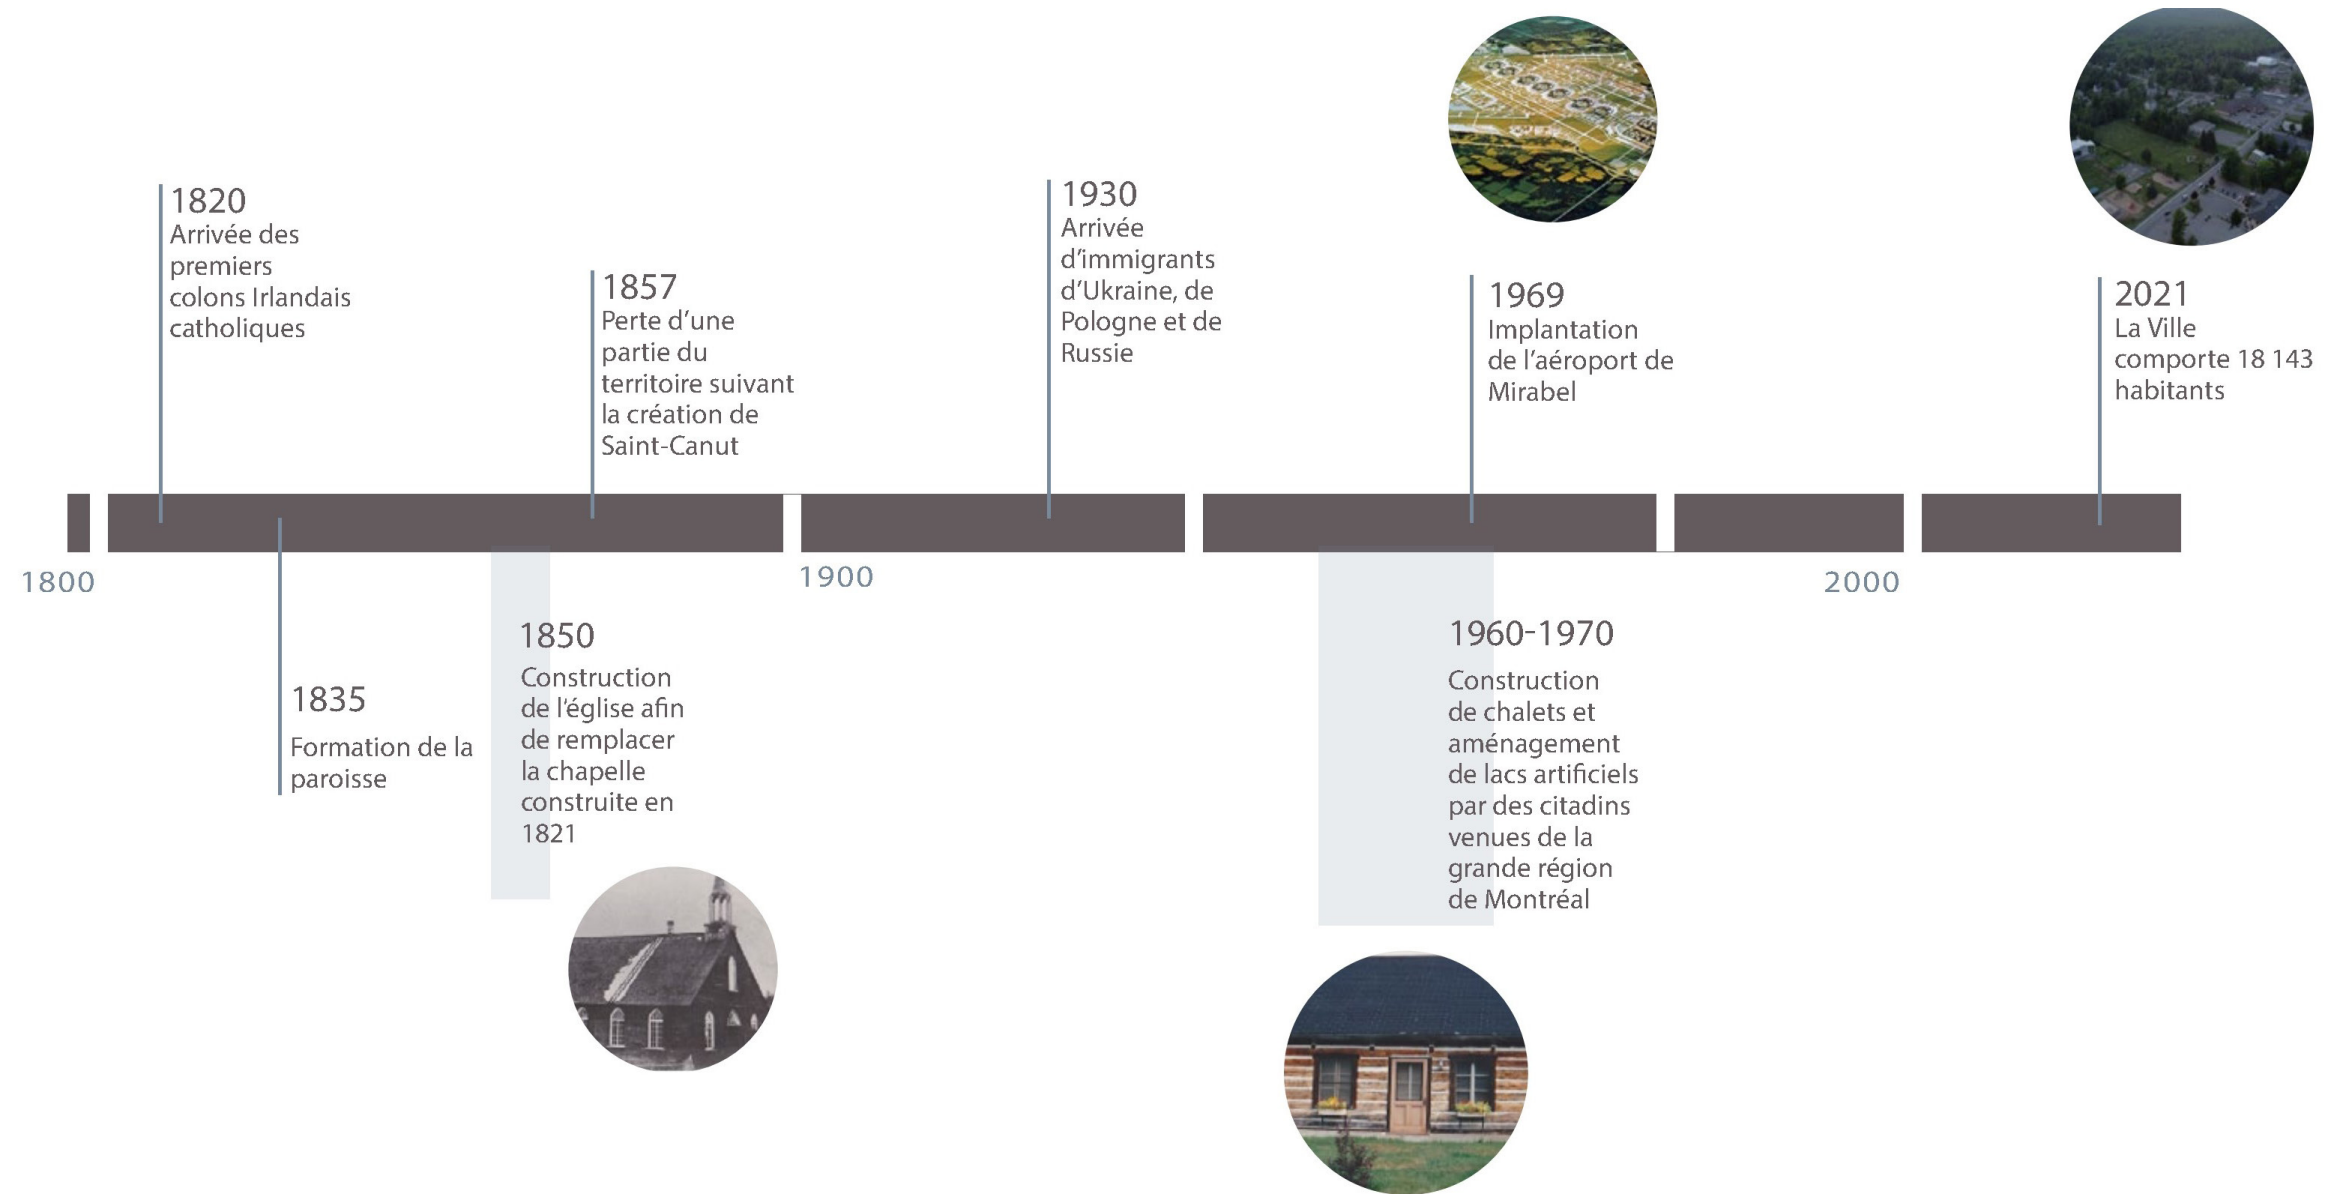 1820
Arrivée des
premiers
colons Irlandais
catholiques
1857
Perte d'une
partie du
territoire suivant
la création de
Saint-Canut
1930
Arrivée
d'immigrants
d'Ukraine, de
Pologne et de
Russie
1969
Implantation
de l'aéroport de
Mirabel
2021
La Ville
comporte 18 143
habitants
1800
1900
2000
1835
Formation de la
paroisse
1850
Construction
de l'église afin
de remplacer
la chapelle
construite en
1821
1960-1970
Construction
de chalets et
aménagement
de lacs artificiels
par des citadins
venues de la
grande région
de Montréal